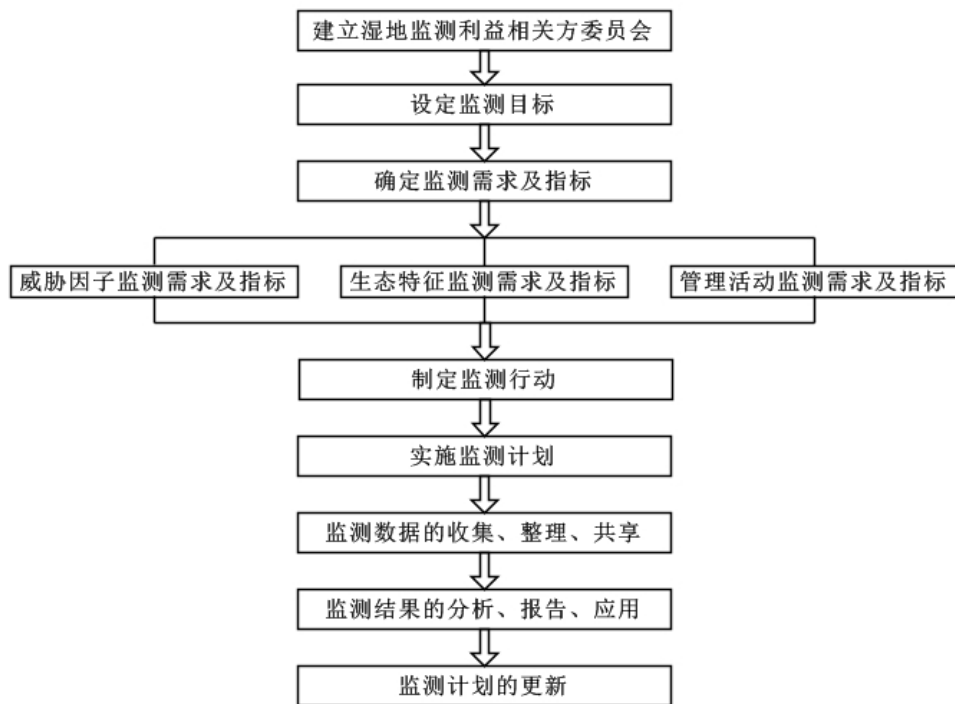 建立湿地监测利益相关方委员会
设定监测目标
确定监测需求及指标
威胁因子监测需求及指标
生态特征监测需求及指标
管理活动监测需求及指标
制定监测行动
实施监测计划
监测数据的收集、整理、共享
监测结果的分析、报告、应用
监测计划的更新